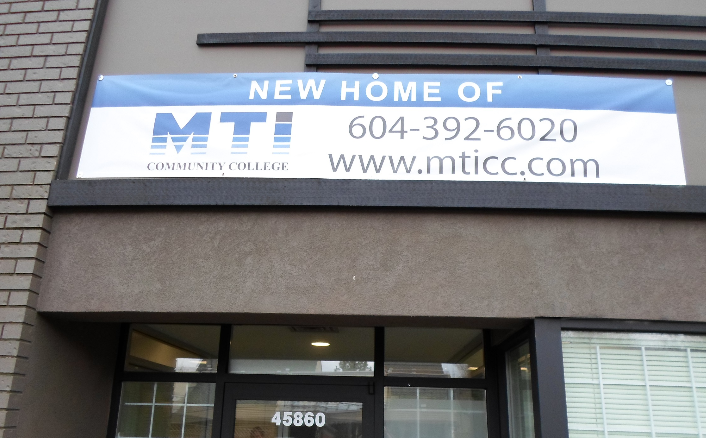 NEW HOME OF
MTI
COMMUNITY COLLEGE
604-392-6020
www.mticc.com
45860